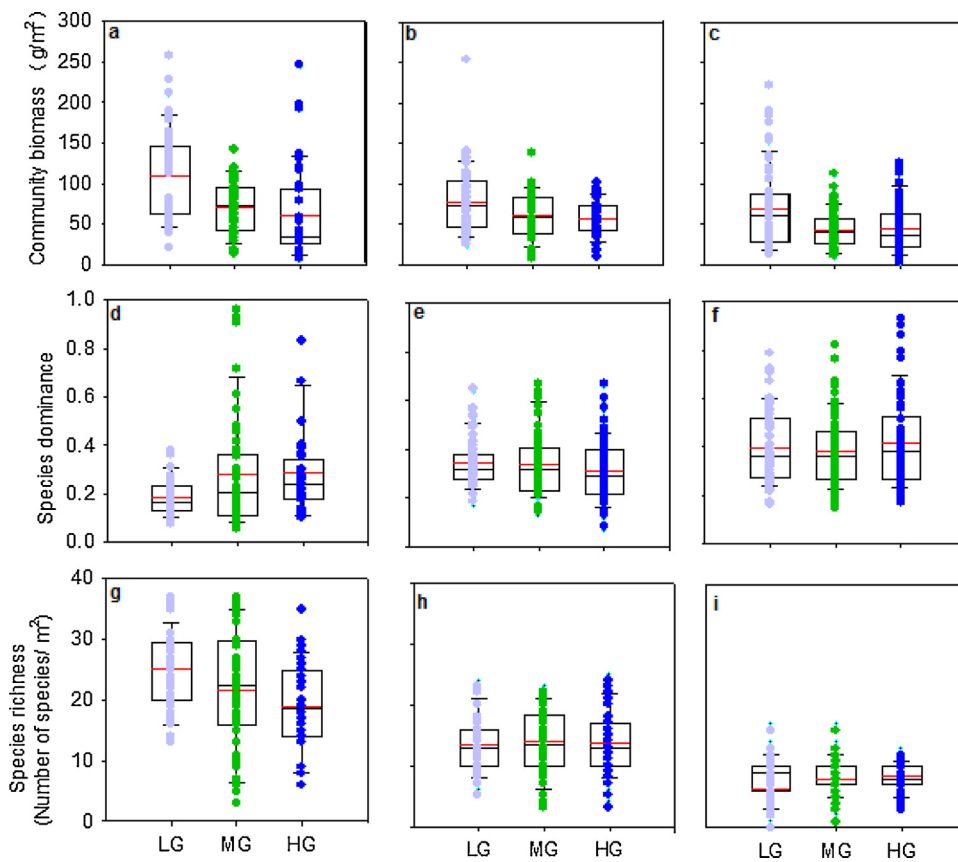 Community biomass ( g/m²)
300
250
200
150
100
50
0
a
b
c
Species dominance
1.0
0.8
0.6
0.4
0.2
0.0
d
e
f
Species richness
(Number of species/ m²)
40
30
20
10
0
g
h
i
LG MG HG
LG MG HG
LG MG HG